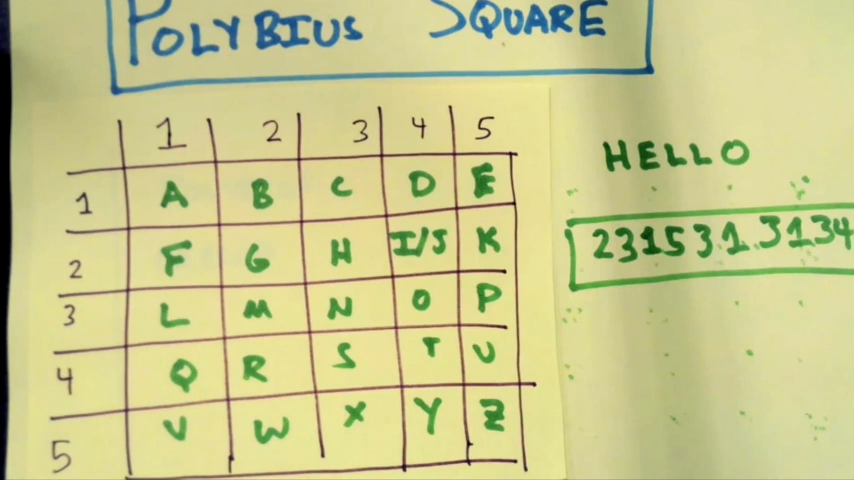 POLYBIUS SQUARE
1 2 3 4 5
1 A B C D E
2 F G H I/J K
3 L M N O P
4 Q R S T U
5 V W X Y Z
HELLO
2315313134